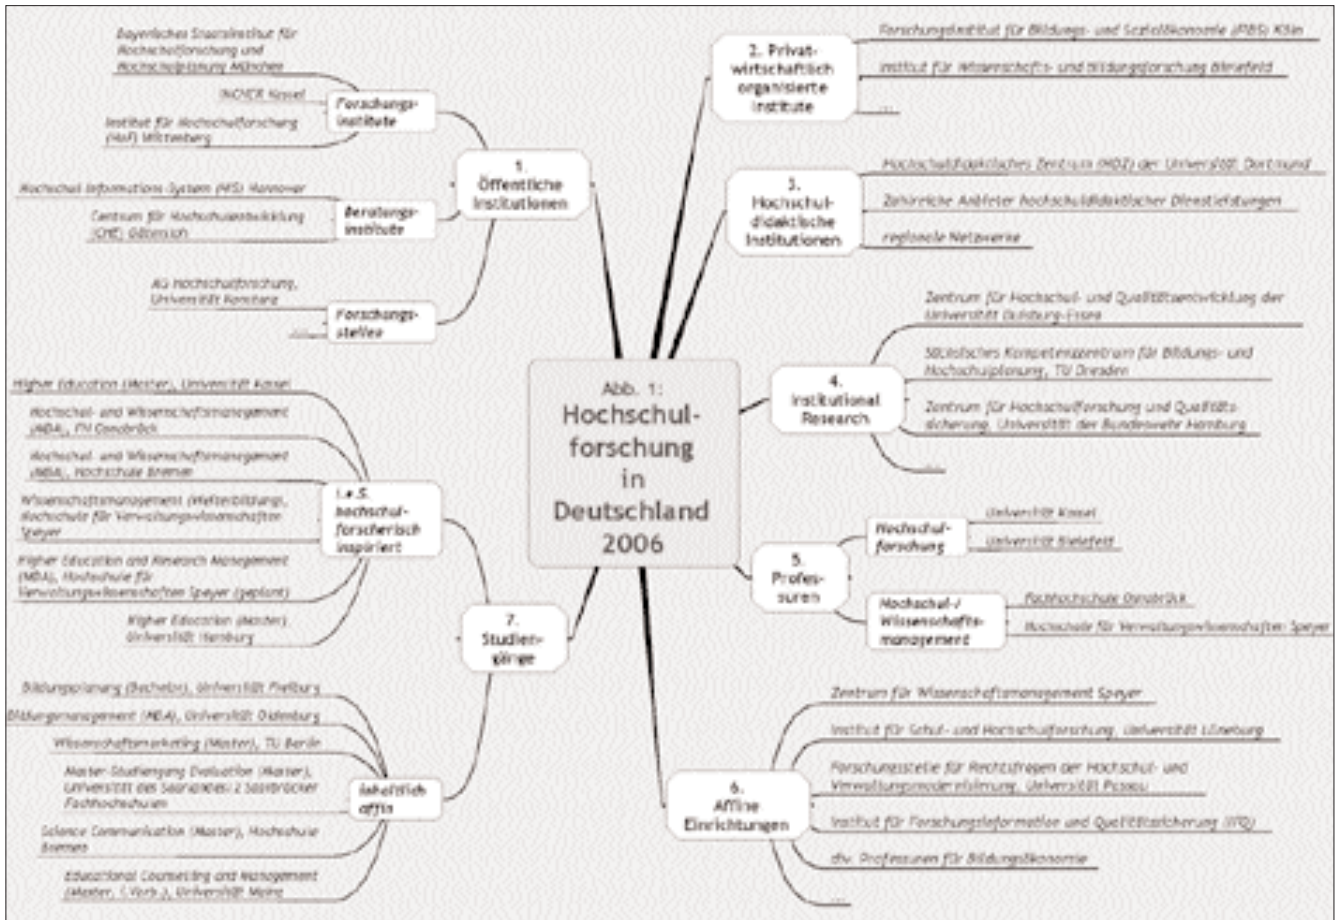 Abb. 1:
Hochschul-
forschung
in
Deutschland
2006
1.
Öffentliche
Institutionen
Forschungs-
institute
Bayerisches Staatsinstitut für
Hochschulforschung und
Hochschulplanung München
INCHER Kassel
Institut für Hochschulforschung
(HoF) Wittenberg
Beratungs-
institute
Hochschul-Informations-System (HIS) Hannover
Centrum für Hochschulentwicklung
(CHE) Gütersloh
Forschungs-
stellen
AG Hochschulforschung,
Universität Konstanz
...
2. Privat-
wirtschaftlich
organisierte
Institute
Forschungsinstitut für Bildungs- und Sozialökonomie (FIBS) Köln
Institut für Wissenschafts- und Bildungsforschung Bielefeld
...
3.
Hochschul-
didaktische
Institutionen
Hochschuldidaktisches Zentrum (HDZ) der Universität Dortmund
Zahlreiche Anbieter hochschuldidaktischer Dienstleistungen
regionale Netzwerke
4.
Institutional
Research
Zentrum für Hochschul- und Qualitätsentwicklung der
Universität Duisburg-Essen
Sächsisches Kompetenzzentrum für Bildungs- und
Hochschulplanung, TU Dresden
Zentrum für Hochschulforschung und Qualitäts-
sicherung, Universität der Bundeswehr Hamburg
...
5.
Profes-
suren
Hochschul-
forschung
Universität Kassel
Universität Bielefeld
Hochschul-/
Wissenschafts-
management
Fachhochschule Osnabrück
Hochschule für Verwaltungswissenschaften Speyer
6.
Affine
Einrichtungen
Zentrum für Wissenschaftsmanagement Speyer
Institut für Schul- und Hochschulforschung, Universität Lüneburg
Forschungsstelle für Rechtsfragen der Hochschul- und
Verwaltungsmodernisierung, Universität Passau
Institut für Forschungsinformation und Qualitätssicherung (IFQ)
div. Professuren für Bildungsökonomie
...
7.
Studien-
gänge
i.e.S.
hochschul-
forscherisch
inspiriert
Higher Education (Master), Universität Kassel
Hochschul- und Wissenschaftsmanagement
(MBA), FH Osnabrück
Hochschul- und Wissenschaftsmanagement
(MBA), Hochschule Bremen
Wissenschaftsmanagement (Weiterbildung),
Hochschule für Verwaltungswissenschaften
Speyer
Higher Education and Research Management
(MBA), Hochschule für
Verwaltungswissenschaften Speyer (geplant)
Higher Education (Master),
Universität Hamburg
inhaltlich
affin
Bildungsplanung (Bachelor), Universität
Bildungsmanagement (MBA), Universität Oldenburg
Wissenschaftsmarketing (Master), TU Berlin
Master-Studiengang Evaluation (Master),
Universität des Saarlandes/ 2 Saarbrücker
Fachhochschulen
Science Communication (Master), Hochschule
Bremen
Educational Counselling and Management
(Master, i.Vorb.), Universität Mainz